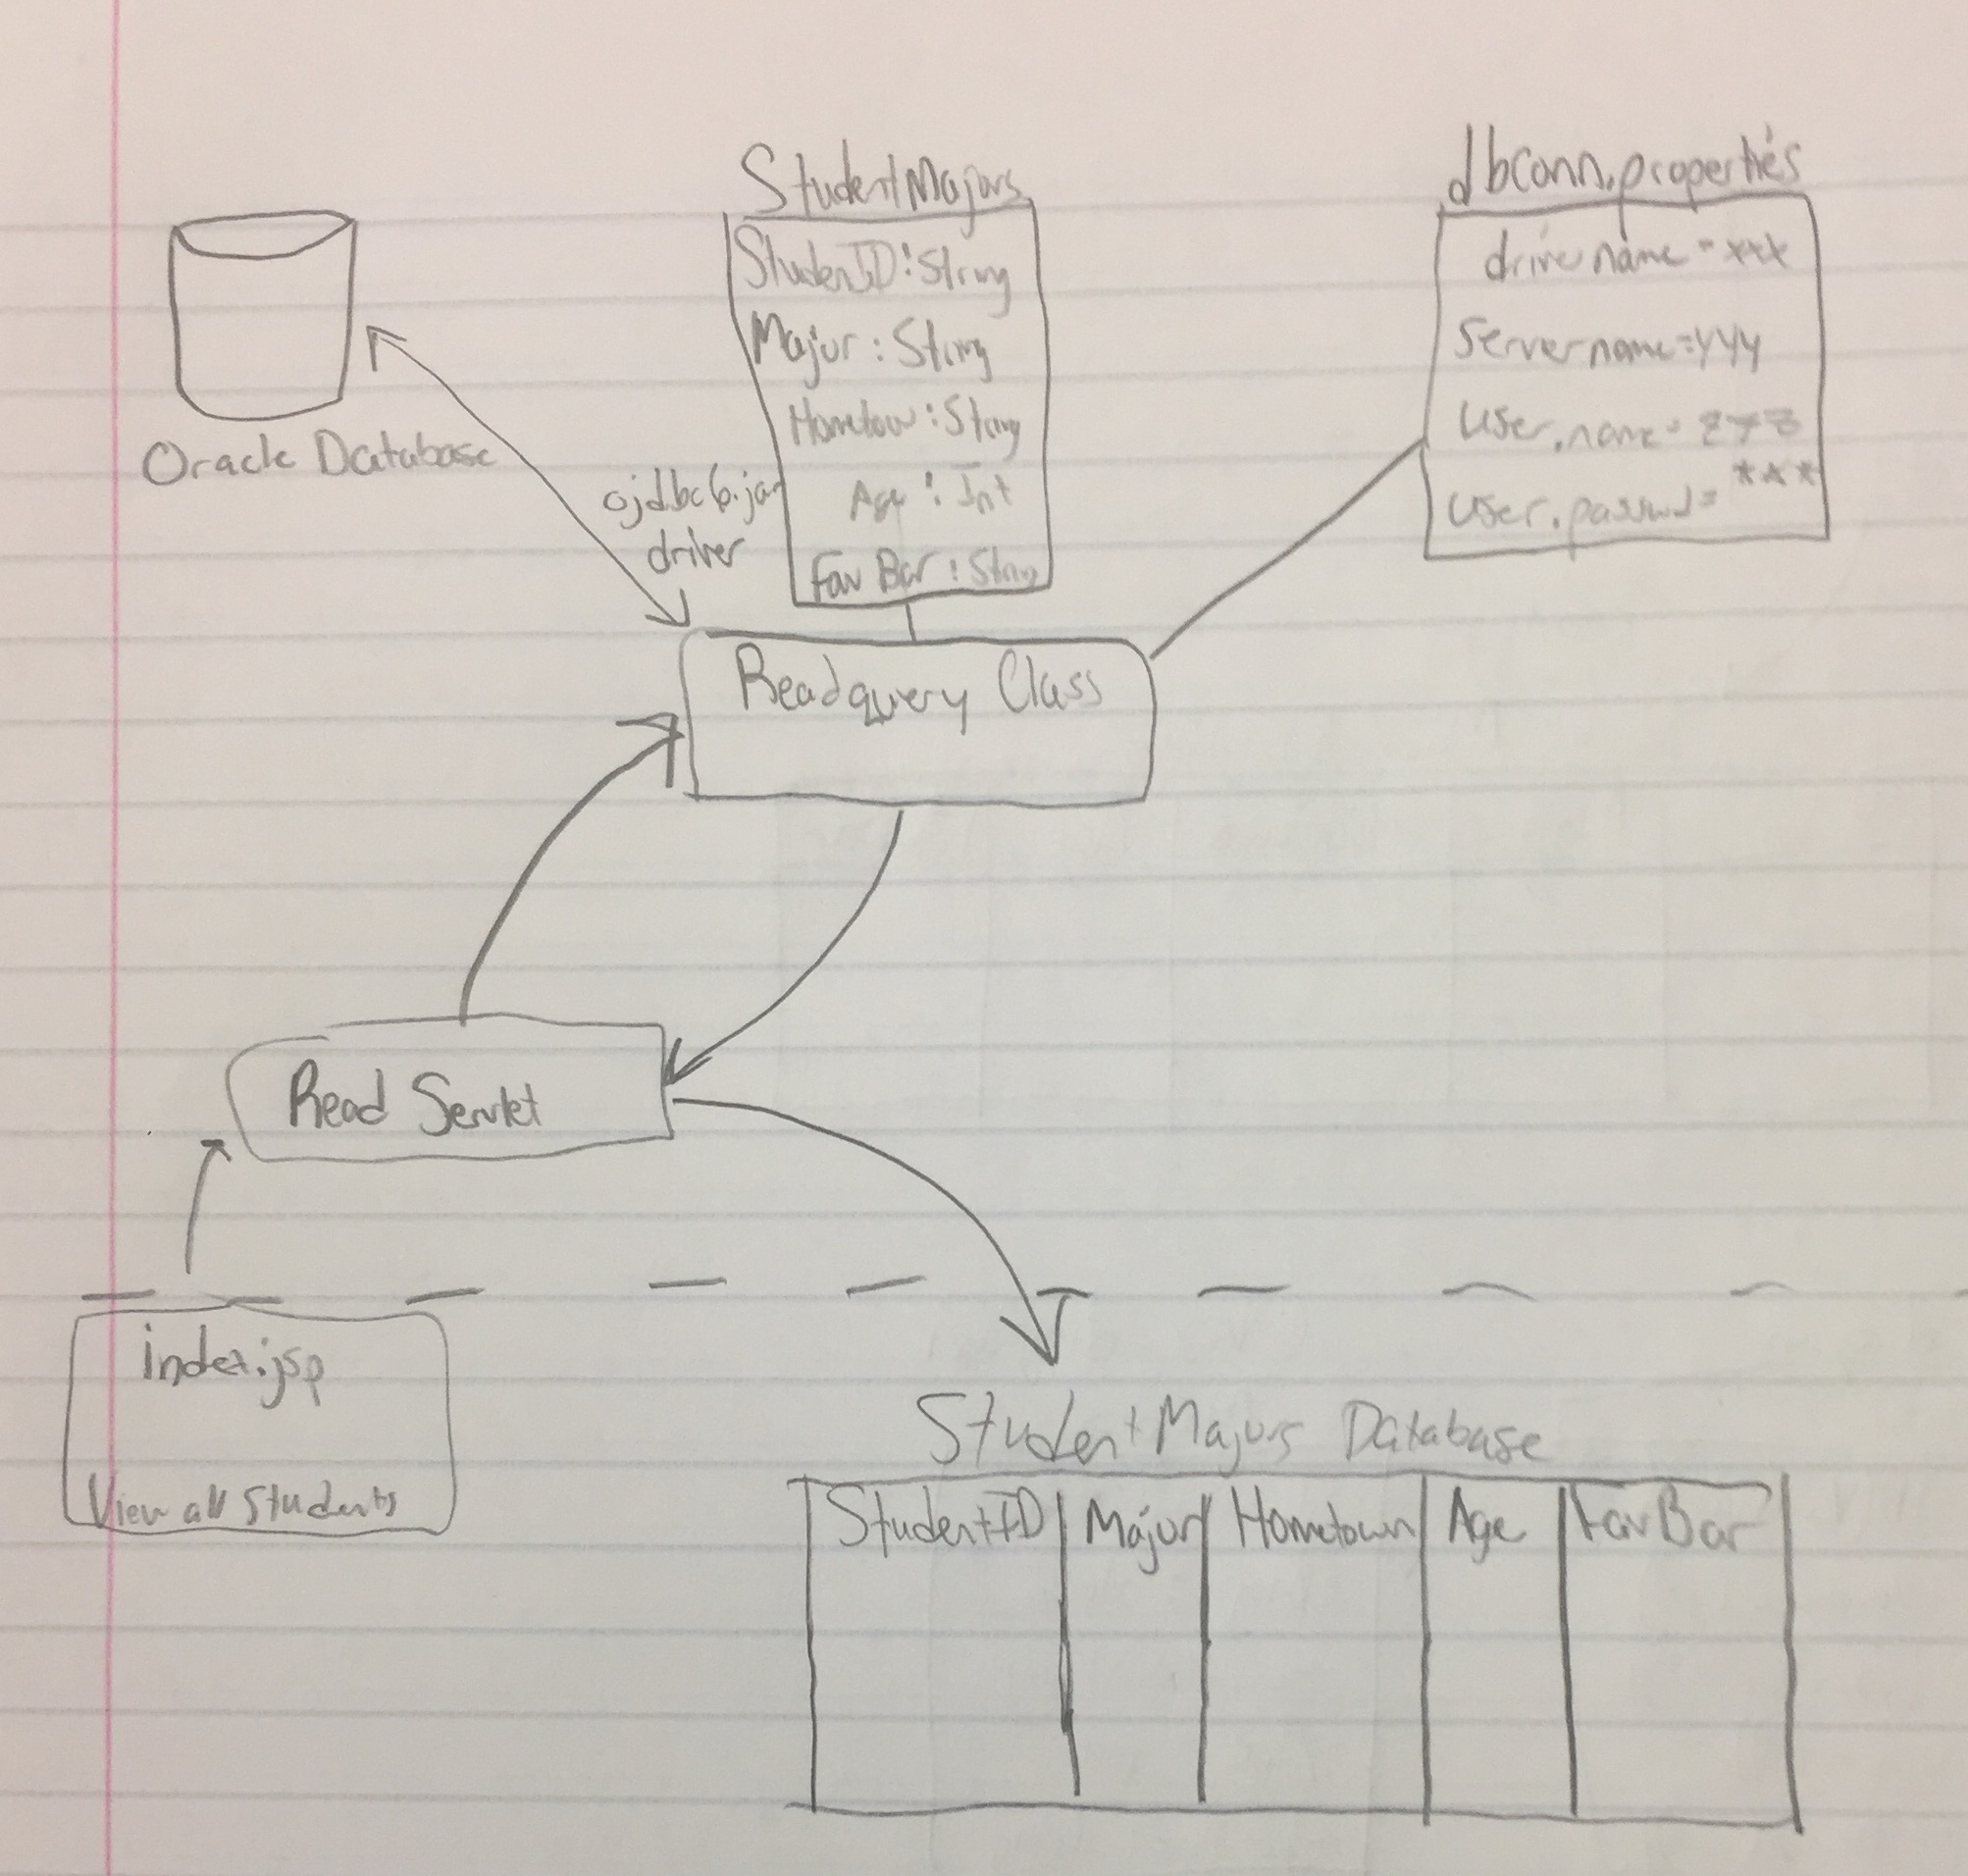 StudentMajors
StudentID: String
Major: String
Hometow: String
Age: Int
Fav Bar: String
dbconn.properties
driver name = xxx
Server name = yyy
User.name = zzz
User.passwd = ***
Oracle Database
ojdbc6.jar
driver
Readquery Class
Read Servlet
index.jsp
View all Students
StudentMajors Database
StudentID Major Hometown Age FavBar